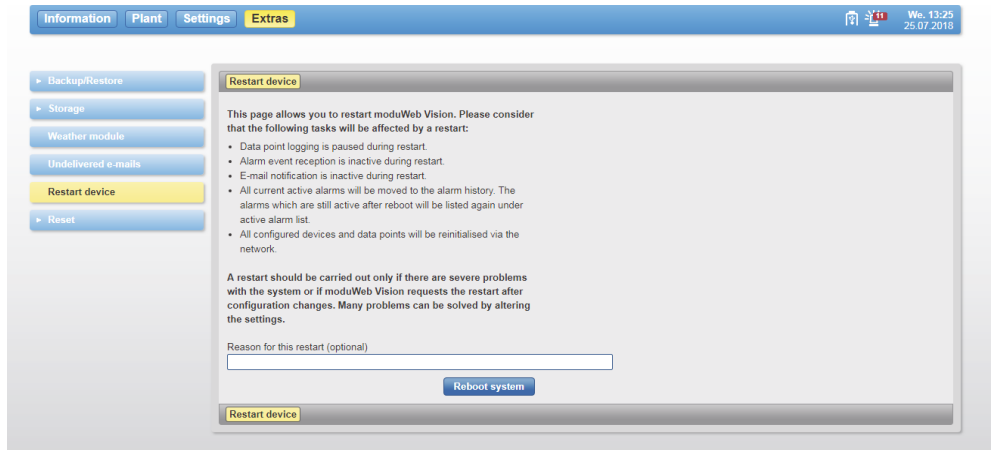 Information Plant Settings Extras
11
We. 13:25
25.07.2018
Backup/Restore
Storage
Weather module
Undelivered e-mails
Restart device
Reset
Restart device
This page allows you to restart moduWeb Vision. Please consider
that the following tasks will be affected by a restart:
• Data point logging is paused during restart.
• Alarm event reception is inactive during restart.
• E-mail notification is inactive during restart.
• All current active alarms will be moved to the alarm history. The
alarms which are still active after reboot will be listed again under
active alarm list.
• All configured devices and data points will be reinitialised via the
network.
A restart should be carried out only if there are severe problems
with the system or if moduWeb Vision requests the restart after
configuration changes. Many problems can be solved by altering
the settings.
Reason for this restart (optional)
Reboot system
Restart device